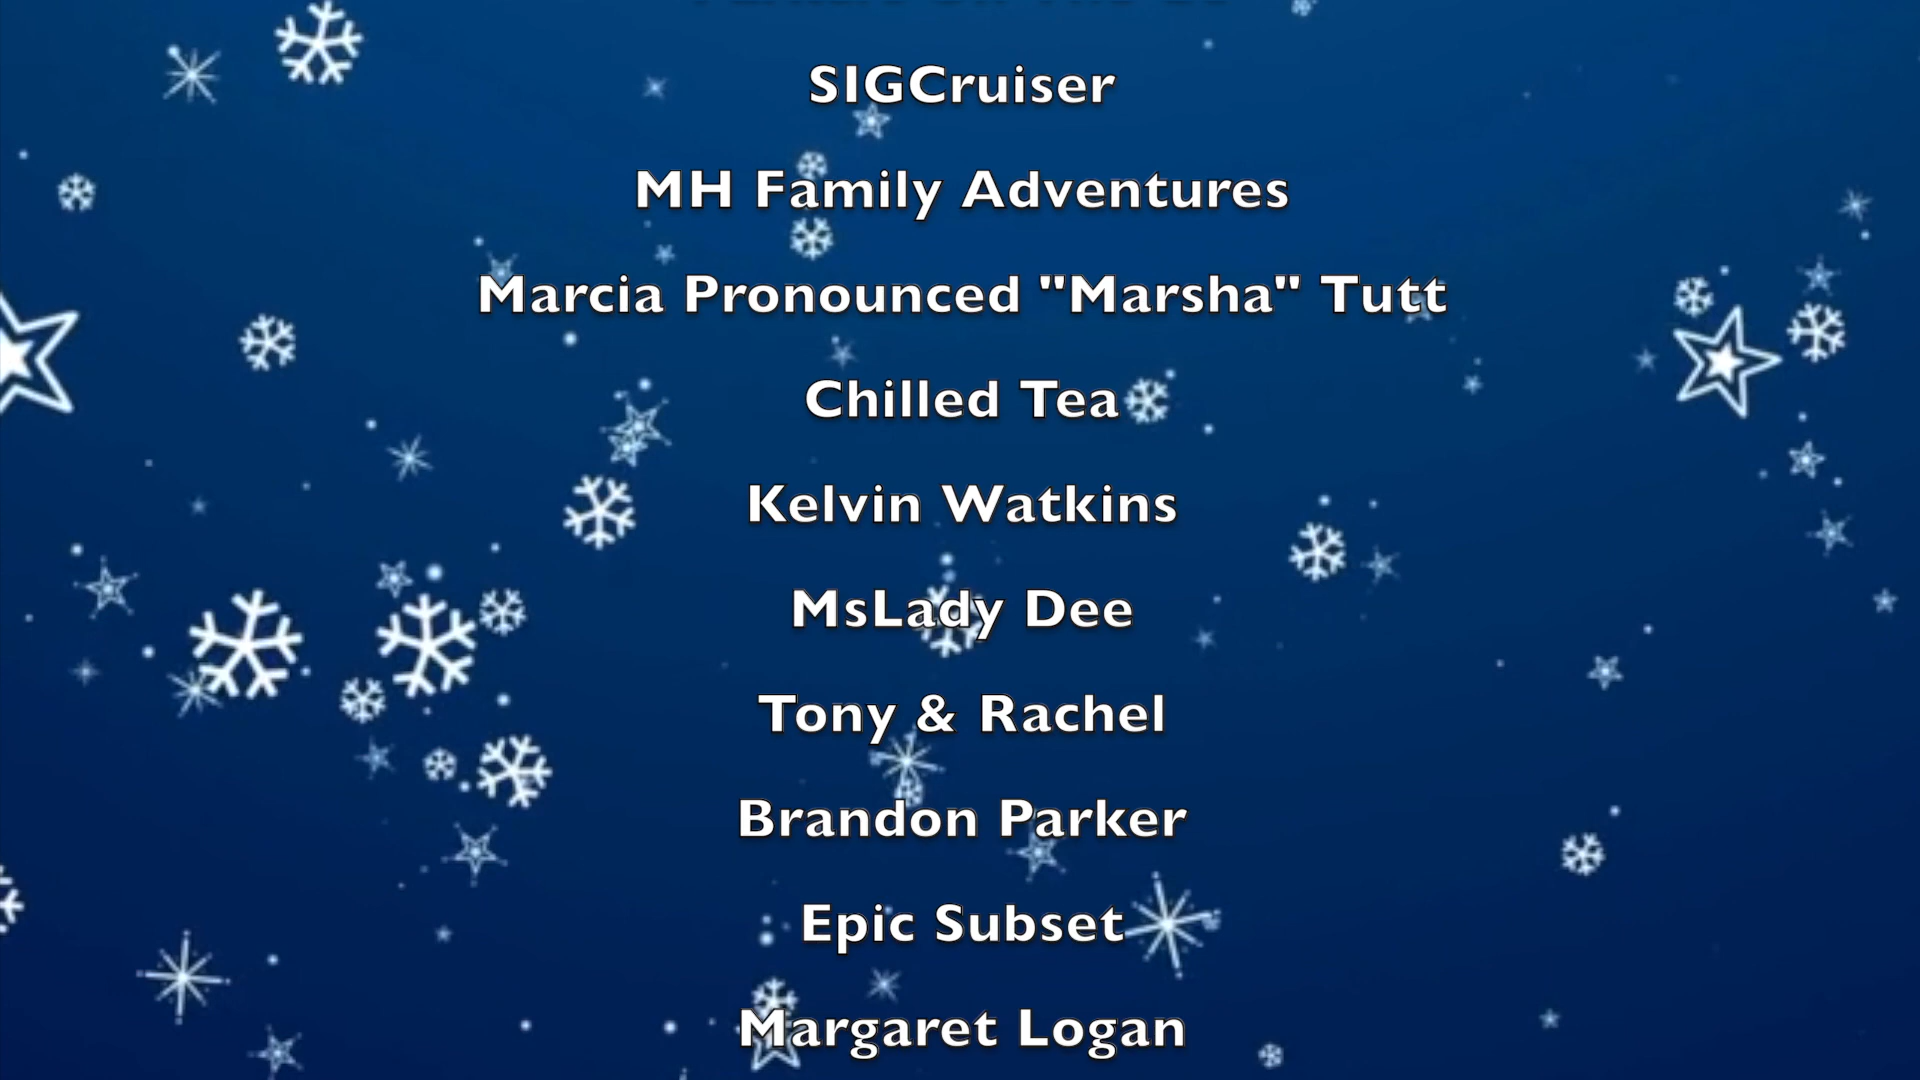 SIGCruiser
MH Family Adventures
Marcia Pronounced "Marsha" Tutt
Chilled Tea
Kelvin Watkins
MsLady Dee
Tony & Rachel
Brandon Parker
Epic Subset
Margaret Logan